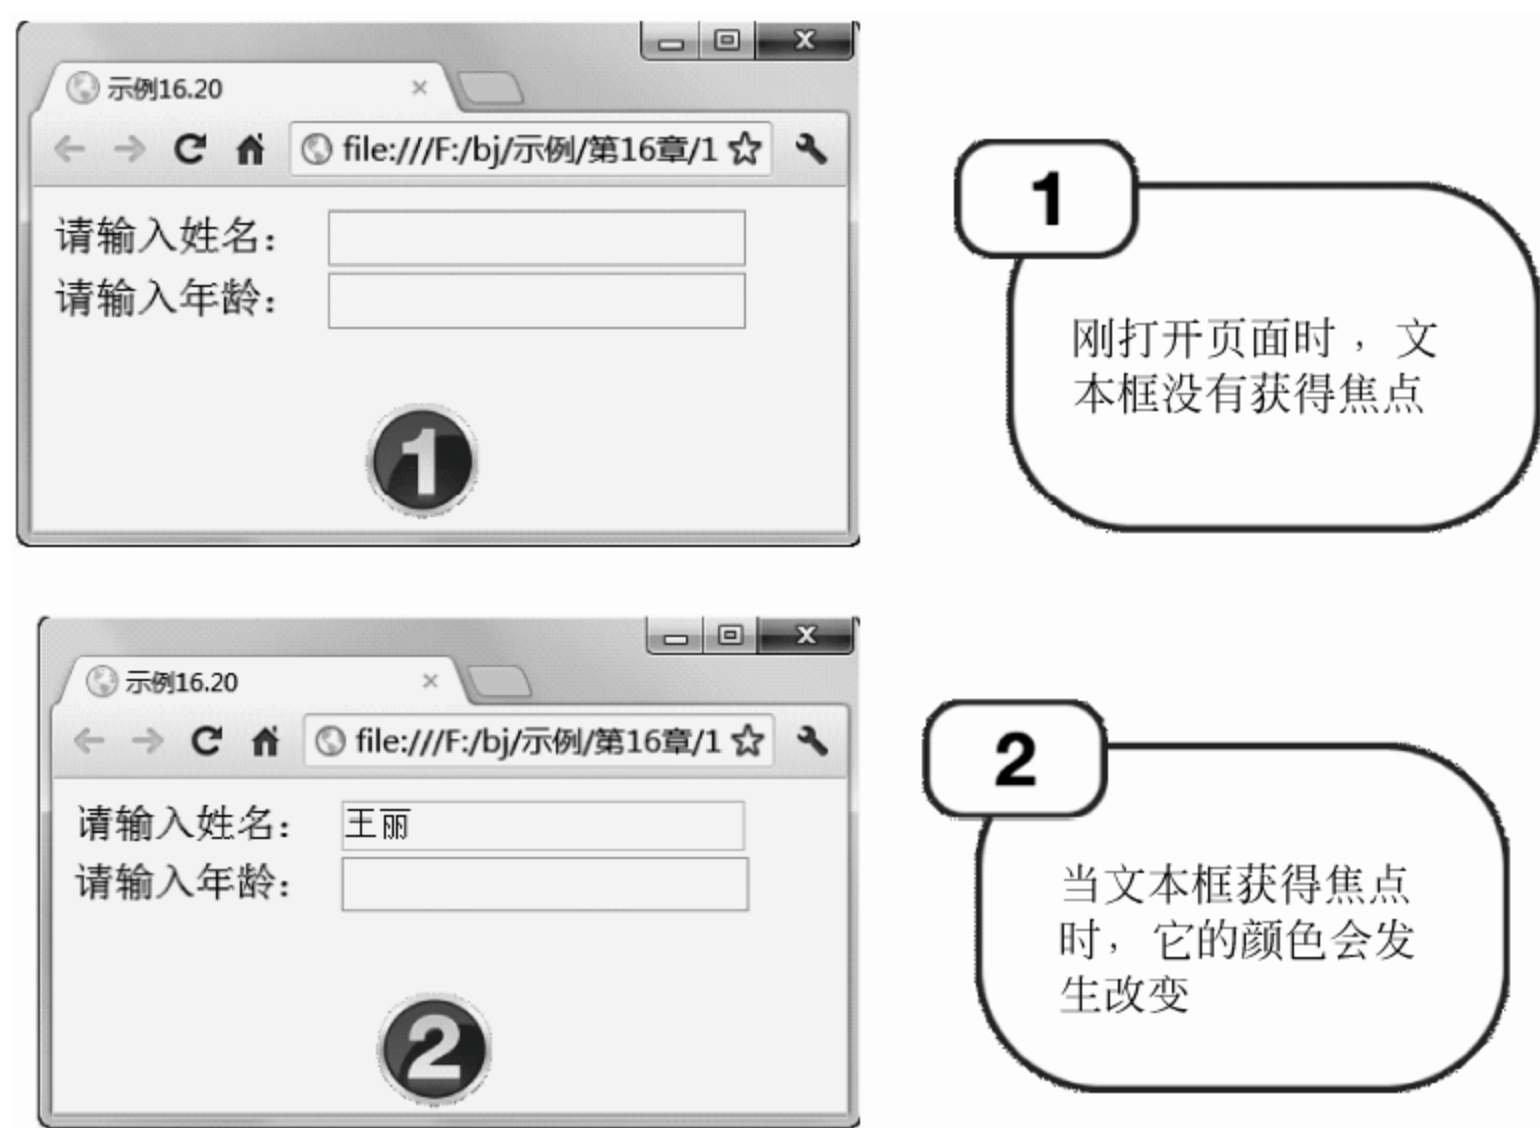 示例16.20
file:///F:/bj/示例/第16章/1
请输入姓名：
请输入年龄：
1
1
刚打开页面时，文
本框没有获得焦点
示例16.20
file:///F:/bj/示例/第16章/1
请输入姓名： 王丽
请输入年龄：
2
2
当文本框获得焦点
时，它的颜色会发
生改变